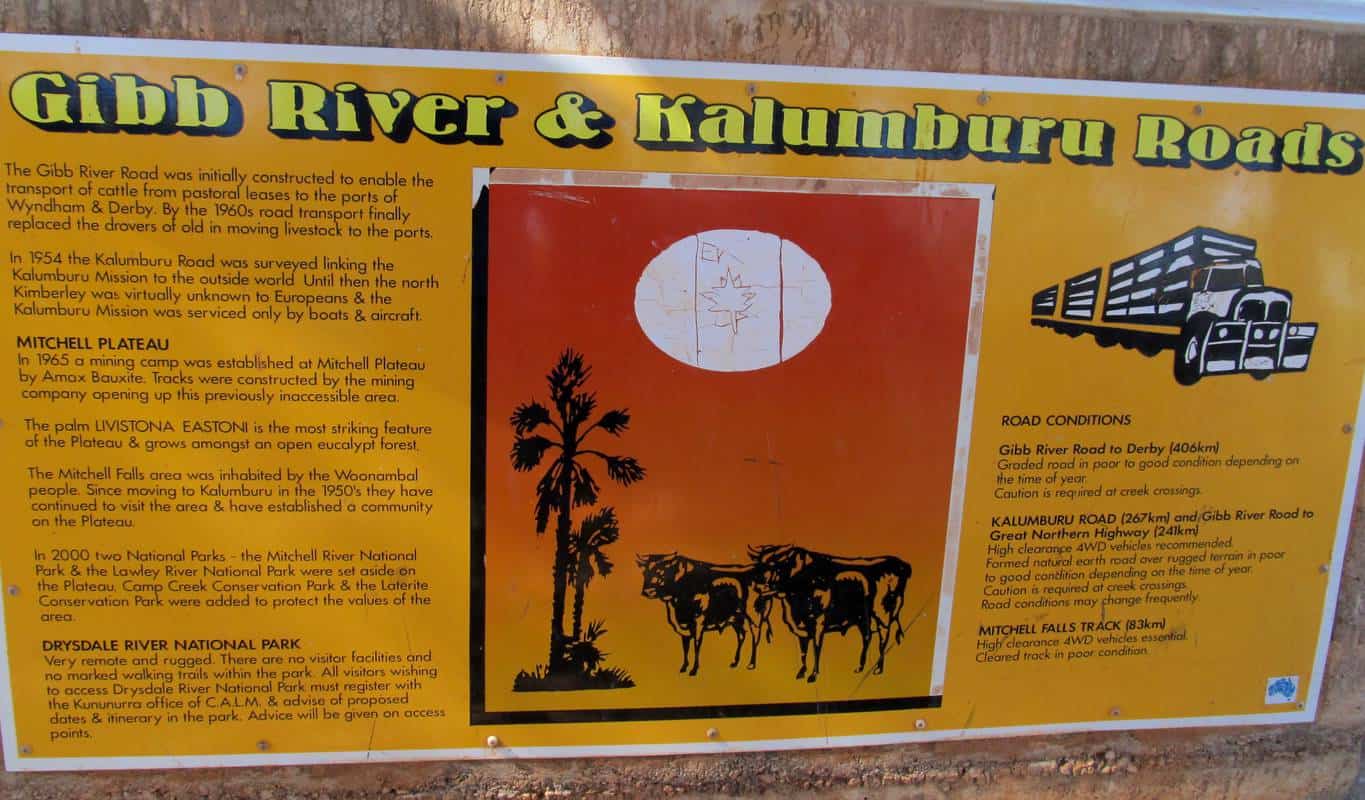 Gibb River & Kalumburu Roads
The Gibb River Road was initially constructed to enable the
transport of cattle from pastoral leases to the ports of
Wyndham & Derby. By the 1960s road transport finally
replaced the drovers of old in moving livestock to the ports.
In 1954 the Kalumburu Road was surveyed linking the
Kalumburu Mission to the outside world Until then the north
Kimberley was virtually unknown to Europeans & the
Kalumburu Mission was serviced only by boats & aircraft.
MITCHELL PLATEAU
In 1965 a mining camp was established at Mitchell Plateau
by Amax Bauxite. Tracks were constructed by the mining
company opening up this previously inaccessible area.
The palm LIVISTONA EASTONI is the most striking feature
of the Plateau & grows amongst an open eucalypt forest.
The Mitchell Falls area was inhabited by the Woonambal
people. Since moving to Kalumburu in the 1950's they have
continued to visit the area & have established a community
on the Plateau.
In 2000 two National Parks - the Mitchell River National
Park & the Lawley River National Park were set aside on
the Plateau. Camp Creek Conservation Park & the Laterite
Conservation Park were added to protect the values of the
area.
DRYSDALE RIVER NATIONAL PARK
Very remote and rugged. There are no visitor facilities and
no marked walking trails within the park. All visitors wishing
to access Drysdale River National Park must register with
the Kununurra office of C.A.L.M. & advise of proposed
dates & itinerary in the park. Advice will be given on access
points.
ROAD CONDITIONS
Gibb River Road to Derby (406km)
Graded road in poor to good condition depending on
the time of year.
Caution is required at creek crossings.
KALUMBURU ROAD (267km) and Gibb River Road to
Great Northern Highway (241km)
High clearance 4WD vehicles recommended.
Formed natural earth road over rugged terrain in poor
to good condition depending on the time of year.
Caution is required at creek crossings.
Road conditions may change frequently.
MITCHELL FALLS TRACK (83km)
High clearance 4WD vehicles essential.
Cleared track in poor condition.